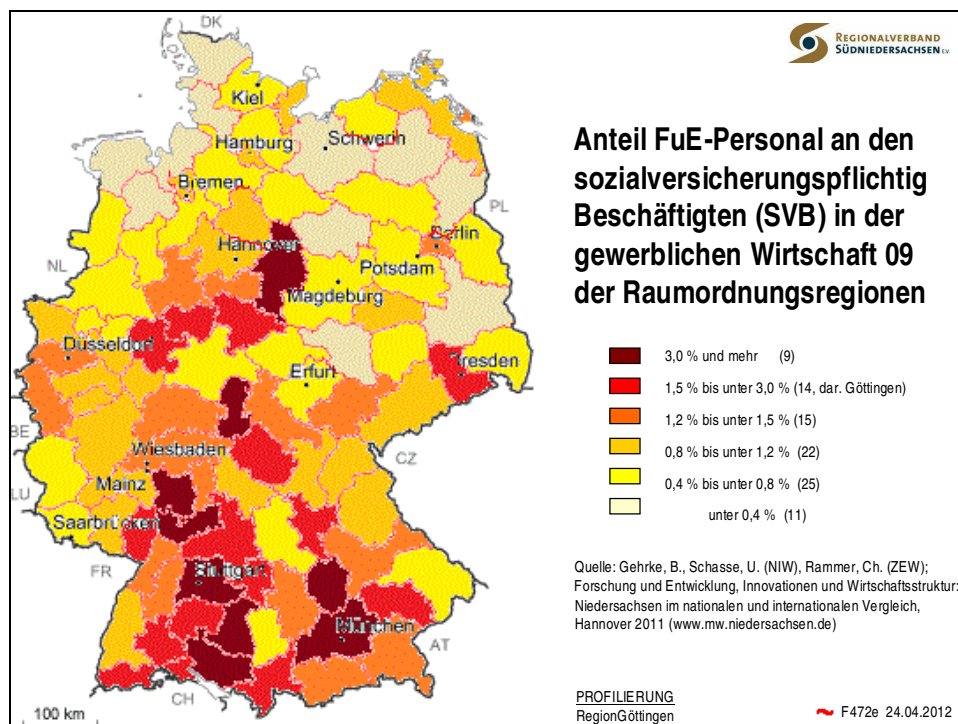 DK
REGIONALVERBAND
SÜDNIEDERSACHSEN E.V.
Kiel
Hamburg
Schwerin
Bremen
PL
Berlin
Hannover
NL
Potsdam
Magdeburg
Düsseldorf
Erfurt
Dresden
BE
Wiesbaden
CZ
Mainz
LU
Saarbrücken
FR
Stuttgart
München
AT
CH
100 km
Anteil FuE-Personal an den
sozialversicherungspflichtig
Beschäftigten (SVB) in der
gewerblichen Wirtschaft 09
der Raumordnungsregionen
3,0 % und mehr (9)
1,5 % bis unter 3,0 % (14, dar. Göttingen)
1,2 % bis unter 1,5 % (15)
0,8 % bis unter 1,2 % (22)
0,4 % bis unter 0,8 % (25)
unter 0,4 % (11)
Quelle: Gehrke, B., Schasse, U. (NIW), Rammer, Ch. (ZEW);
Forschung und Entwicklung, Innovationen und Wirtschaftsstruktur:
Niedersachsen im nationalen und internationalen Vergleich,
Hannover 2011 (www.mw.niedersachsen.de)
PROFILIERUNG
RegionGöttingen
F472e 24.04.2012